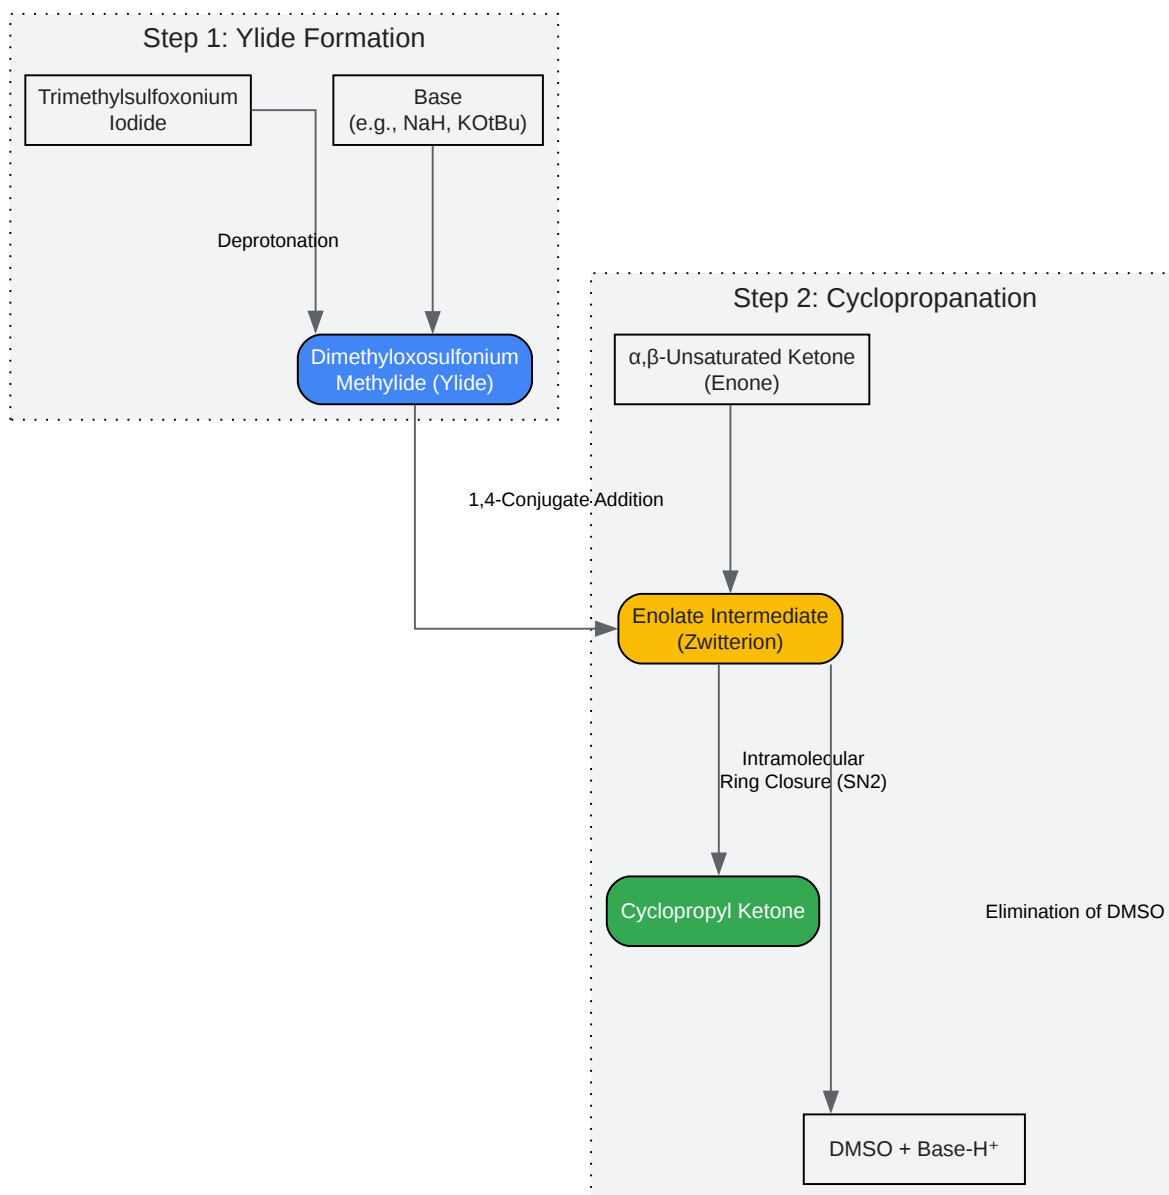 Step 1: Ylide Formation
Trimethylsulfoxonium
Iodide
Base
(e.g., NaH, KOtBu)
Deprotonation
Dimethyloxosulfonium
Methylide (Ylide)
Step 2: Cyclopropanation
α,β-Unsaturated Ketone
(Enone)
1,4-Conjugate Addition
Enolate Intermediate
(Zwitterion)
Intramolecular
Ring Closure (SN2)
Cyclopropyl Ketone
Elimination of DMSO
DMSO + Base-H⁺